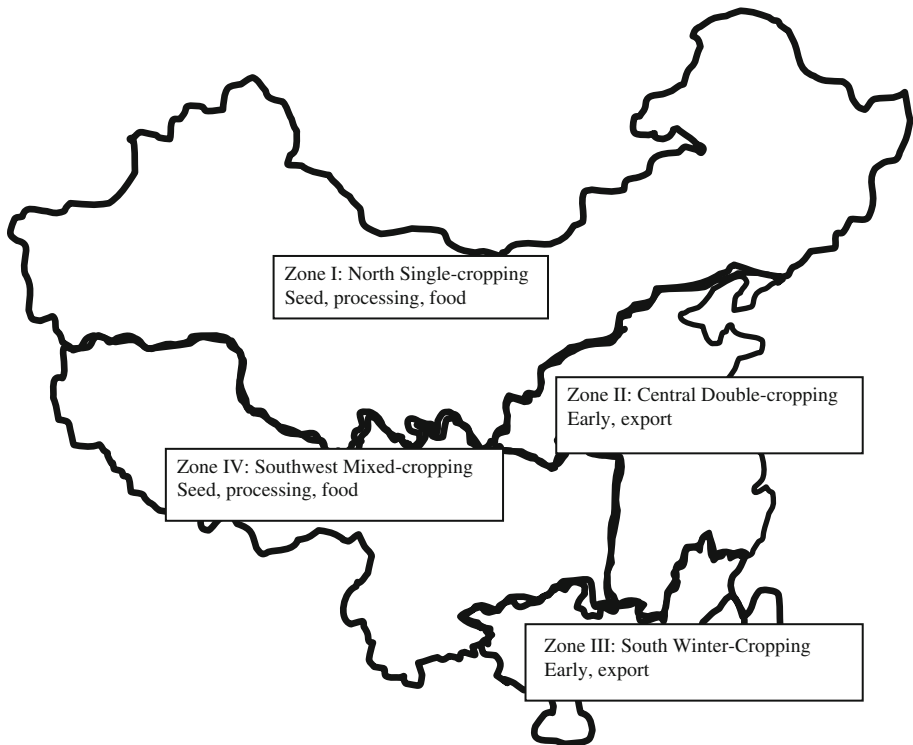 Zone I: North Single-cropping
Seed, processing, food
Zone II: Central Double-cropping
Early, export
Zone IV: Southwest Mixed-cropping
Seed, processing, food
Zone III: South Winter-Cropping
Early, export